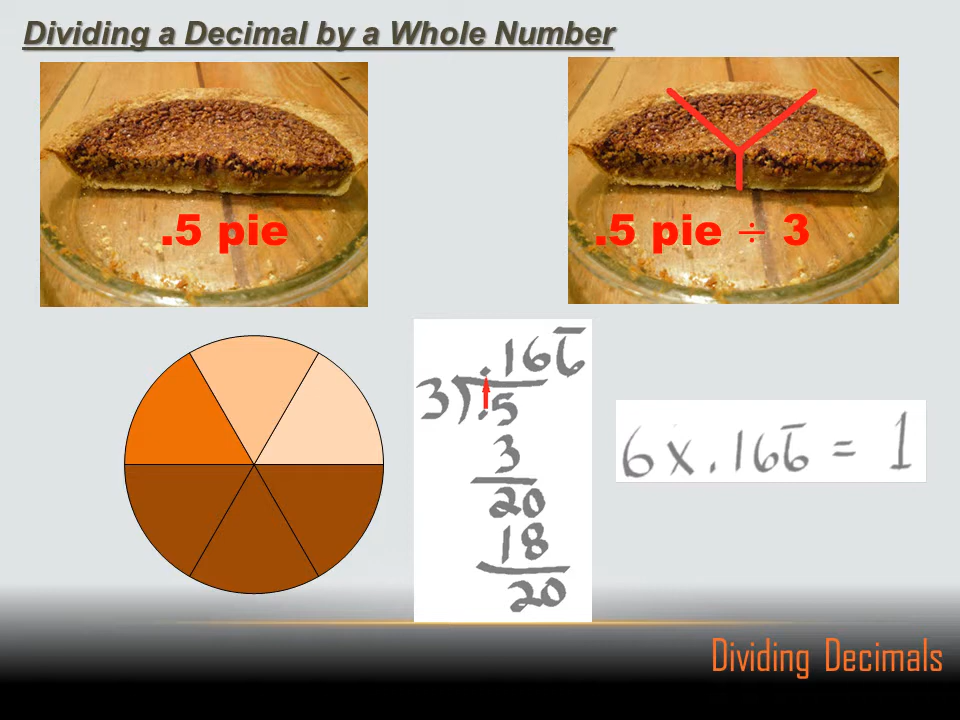 Dividing a Decimal by a Whole Number
.5 pie
.5 pie ÷ 3
.166̅
3).5
3
20
18
20
6 x .166̅ = 1
Dividing Decimals